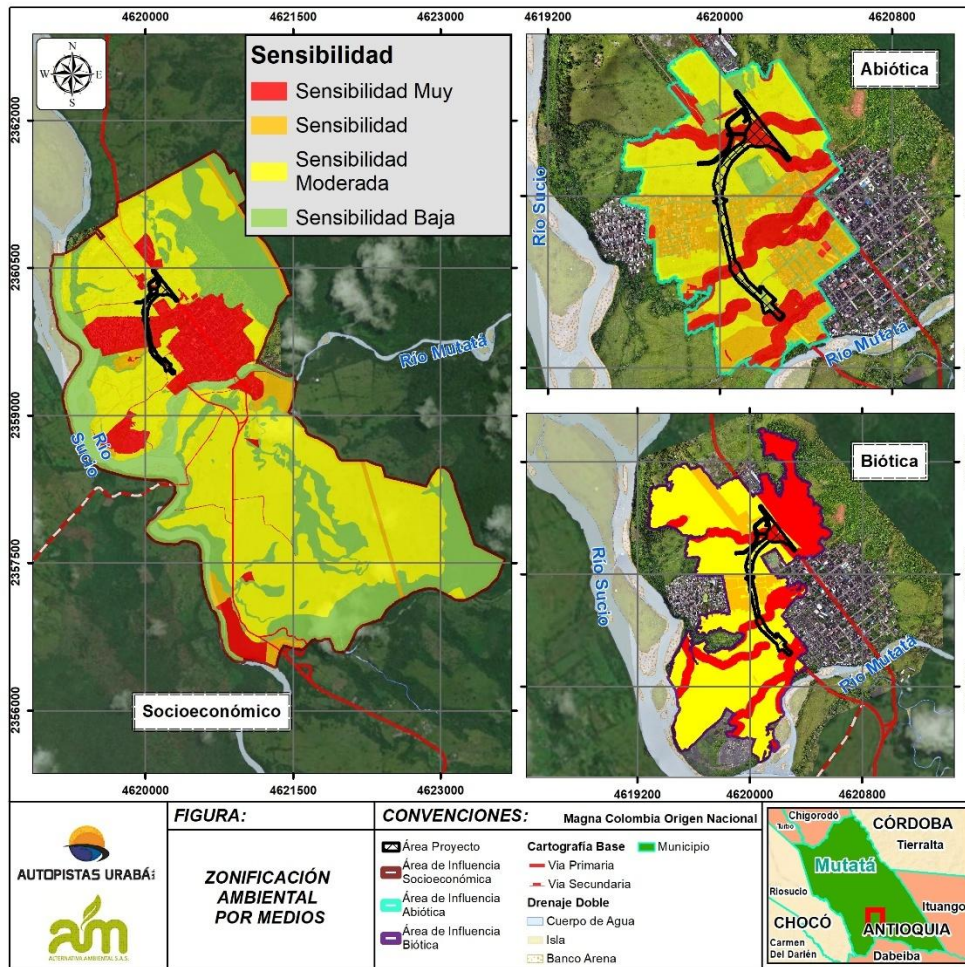 4620000 4621500 4623000
4619200 4620000 4620800
N
W E
S
Sensibilidad
Sensibilidad Muy
Sensibilidad
Sensibilidad
Moderada
Sensibilidad Baja
2362000
2360500
2359000
2357500
2356000
Río Mutatá
Río
Sucio
Socioeconómico
4620000 4621500 4623000
Abiótica
Río Sucio
Río Mutatá
Biótica
Río Sucio
Río Mutatá
4619200 4620000 4620800
AUTOPISTAS URABÁ
am
ALTERNATIVA AMBIENTAL S.A.S.
FIGURA:
ZONIFICACIÓN
AMBIENTAL
POR MEDIOS
CONVENCIONES:
Magna Colombia Origen Nacional
Área Proyecto
Área de Influencia
Socioeconómica
Área de Influencia
Abiótica
Área de Influencia
Biótica
Cartografía Base
Via Primaria
Via Secundaria
Drenaje Doble
Cuerpo de Agua
Isla
Banco Arena
Municipio
Chigorodó
Turbo
CÓRDOBA
Tierralta
Mutatá
Riosucio
Ituango
CHOCÓ
ANTIOQUIA
Carmen
Del Darién
Dabeiba